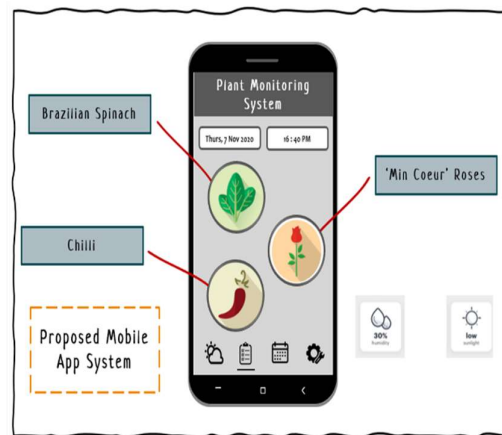 Plant Monitoring
System
Thurs, 7 Nov 2020
16 : 40 PM
Brazilian Spinach
'Min Coeur' Roses
Chilli
Proposed Mobile
App System
30%
humidity
low
sunlight